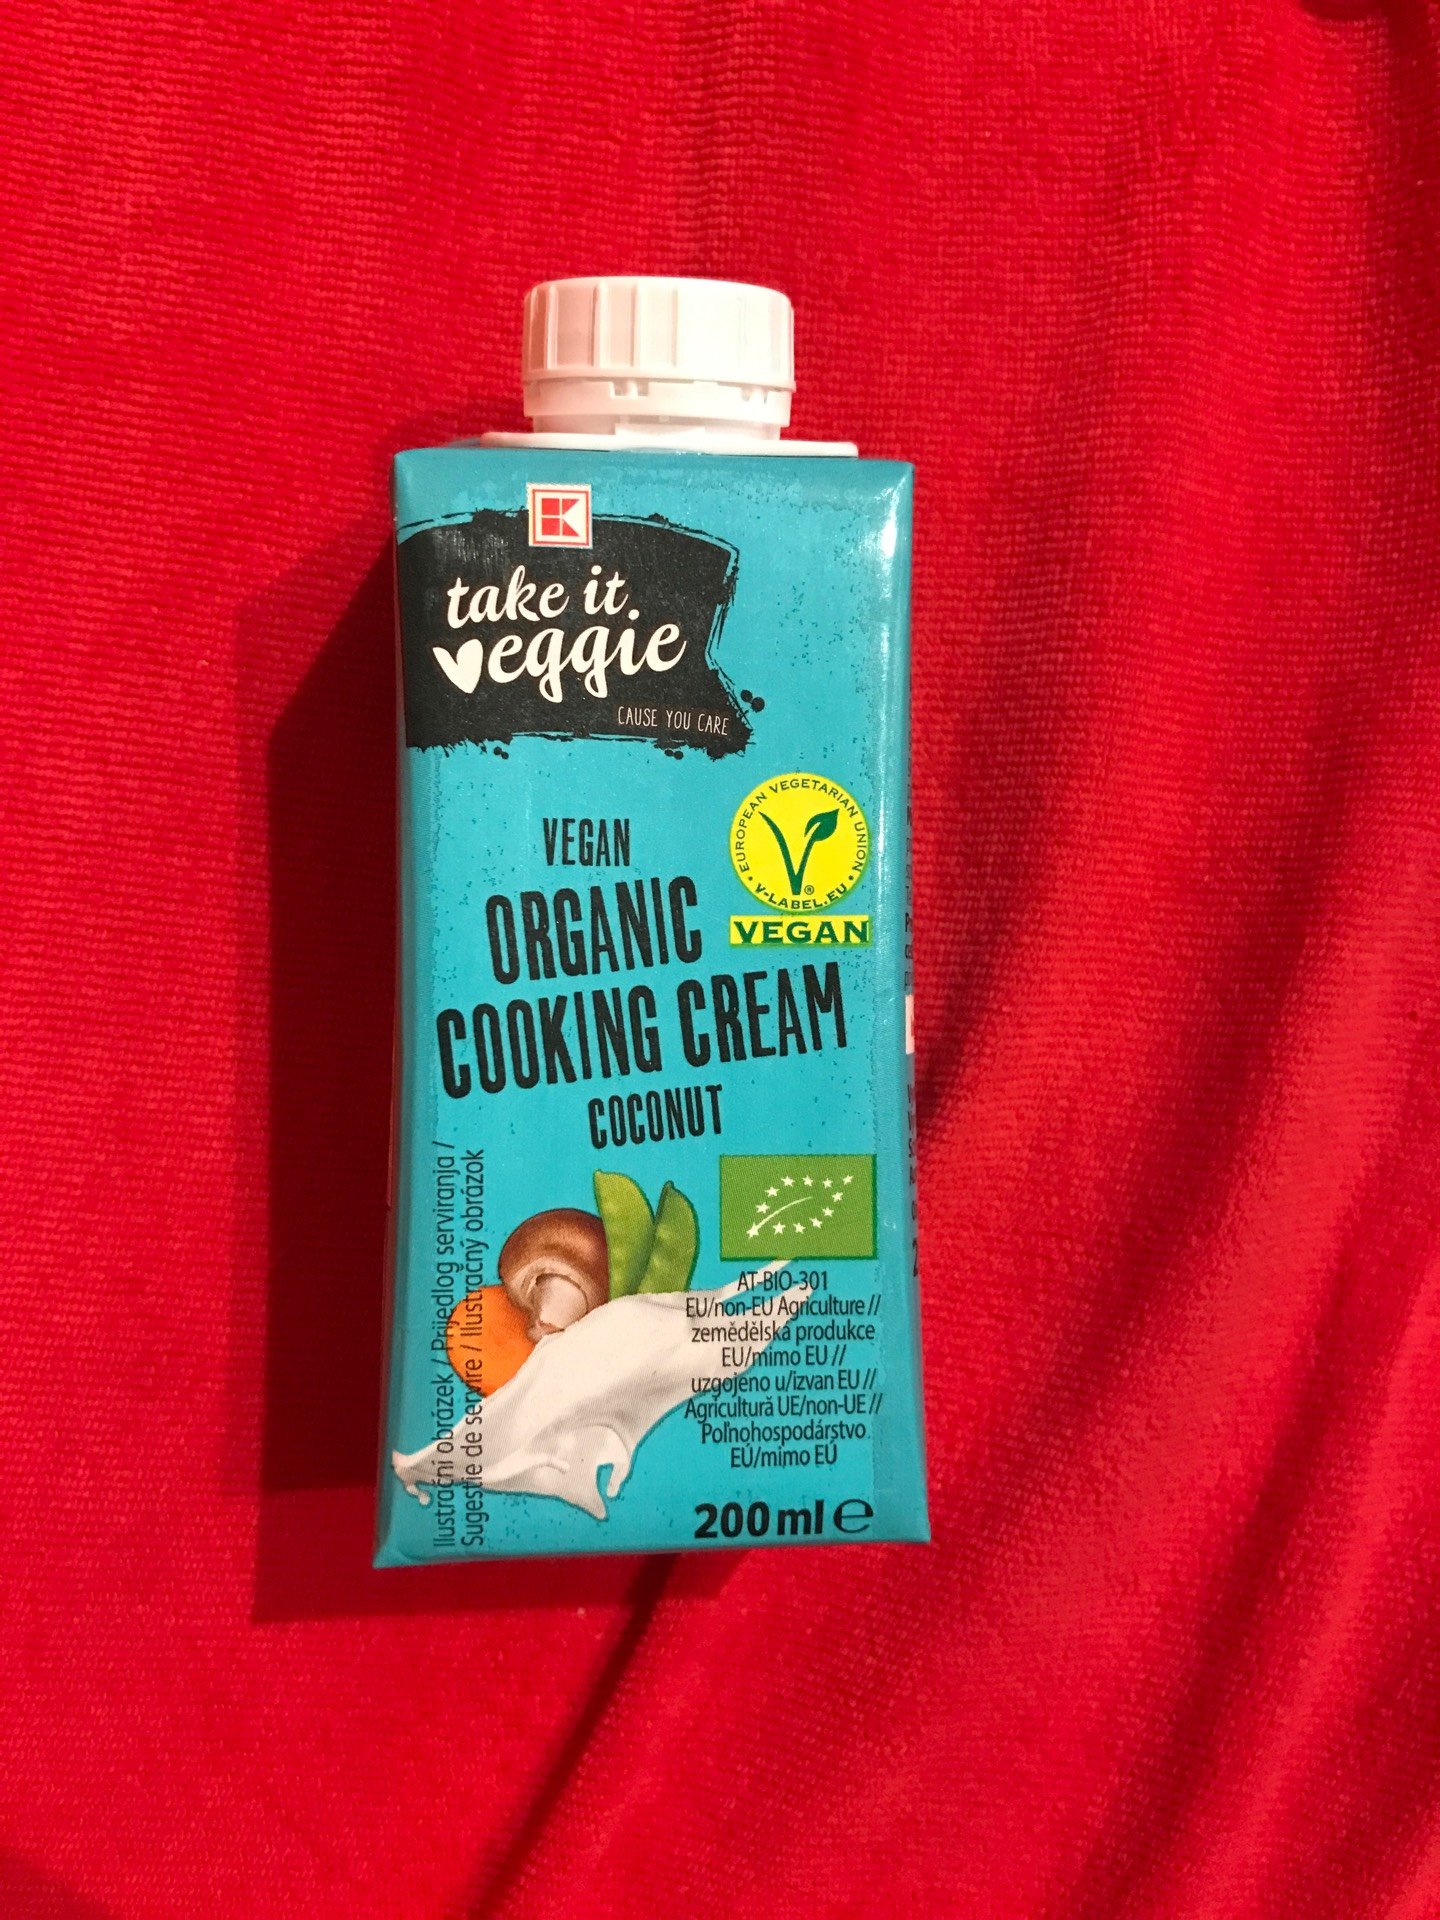 K
take it
veggie
CAUSE YOU CARE
EUROPEAN VEGETARIAN UNION
V-LABEL.EU
®
VEGAN
VEGAN
ORGANIC
COOKING CREAM
COCONUT
Ilustrační obrázek / Prijedlog serviranja /
Sugestie de servire / Ilustračný obrázok
AT-BIO-301
EU/non-EU Agriculture //
zemědělská produkce
EU/mimo EU //
uzgojeno u/izvan EU //
Agricultură UE/non-UE //
Poľnohospodárstvo
EÚ/mimo EÚ
200 ml ℮